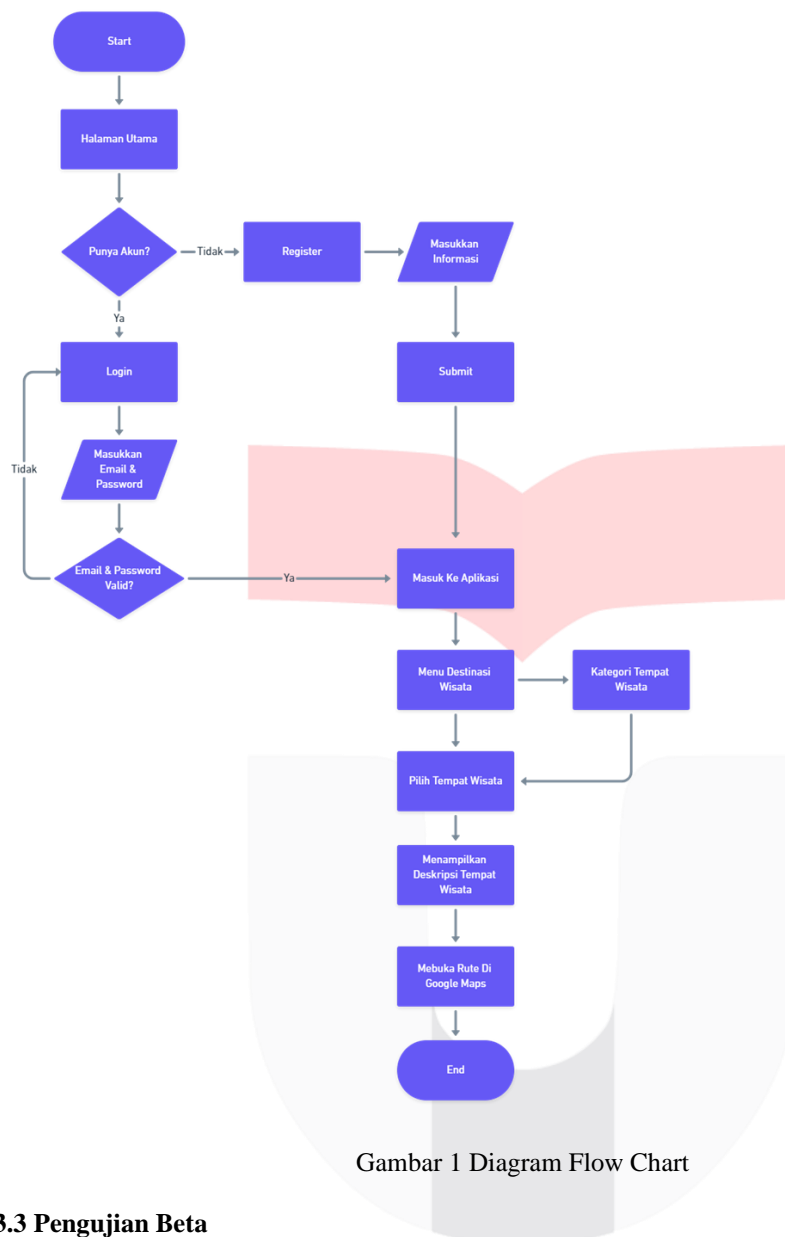 Start
Halaman Utama
Punya Akun?
Tidak
Register
Masukkan
Informasi
Ya
Login
Submit
Masukkan
Email &
Password
Tidak
Email & Password
Valid?
Ya
Masuk Ke Aplikasi
Menu Destinasi
Wisata
Kategori Tempat
Wisata
Pilih Tempat Wisata
Menampilkan
Deskripsi Tempat
Wisata
Mebuka Rute Di
Google Maps
End
Gambar 1 Diagram Flow Chart
3.3 Pengujian Beta